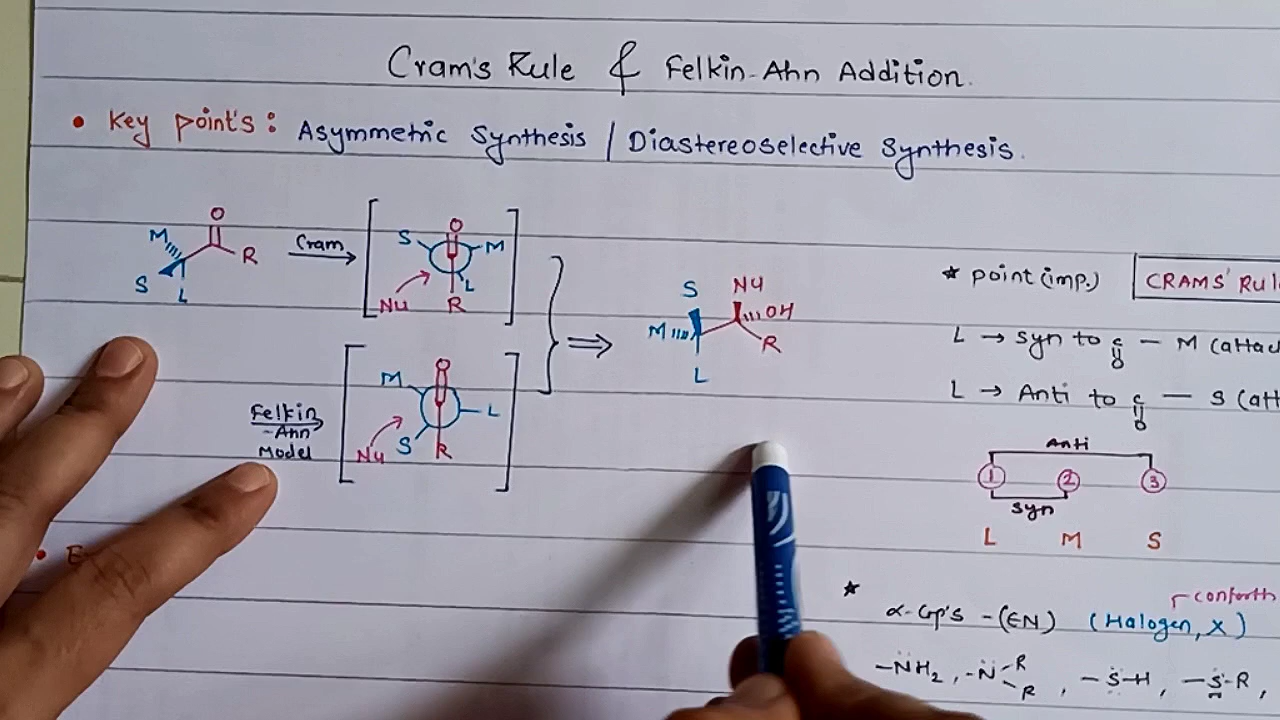 Cram's Rule & Felkin-Ahn Addition.
• Key point's: Asymmetric Synthesis / Diastereoselective Synthesis.
O
M
R
S
L
Cram
O
S
M
L
Nu
R
Felkin
-Ahn
Model
O
M
L
Nu
S
R
S
Nu
M
OH
R
L
* point (imp.)
CRAMS' Rul
L → Syn to C=O - M (attac
L → Anti to C=O - S (att
Anti
1 2 3
Syn
L M S
* conforth
α-Gp's - (EN) (Halogen, X)
-NH2, -N-R
R
, -S-H, -S-R,
• E